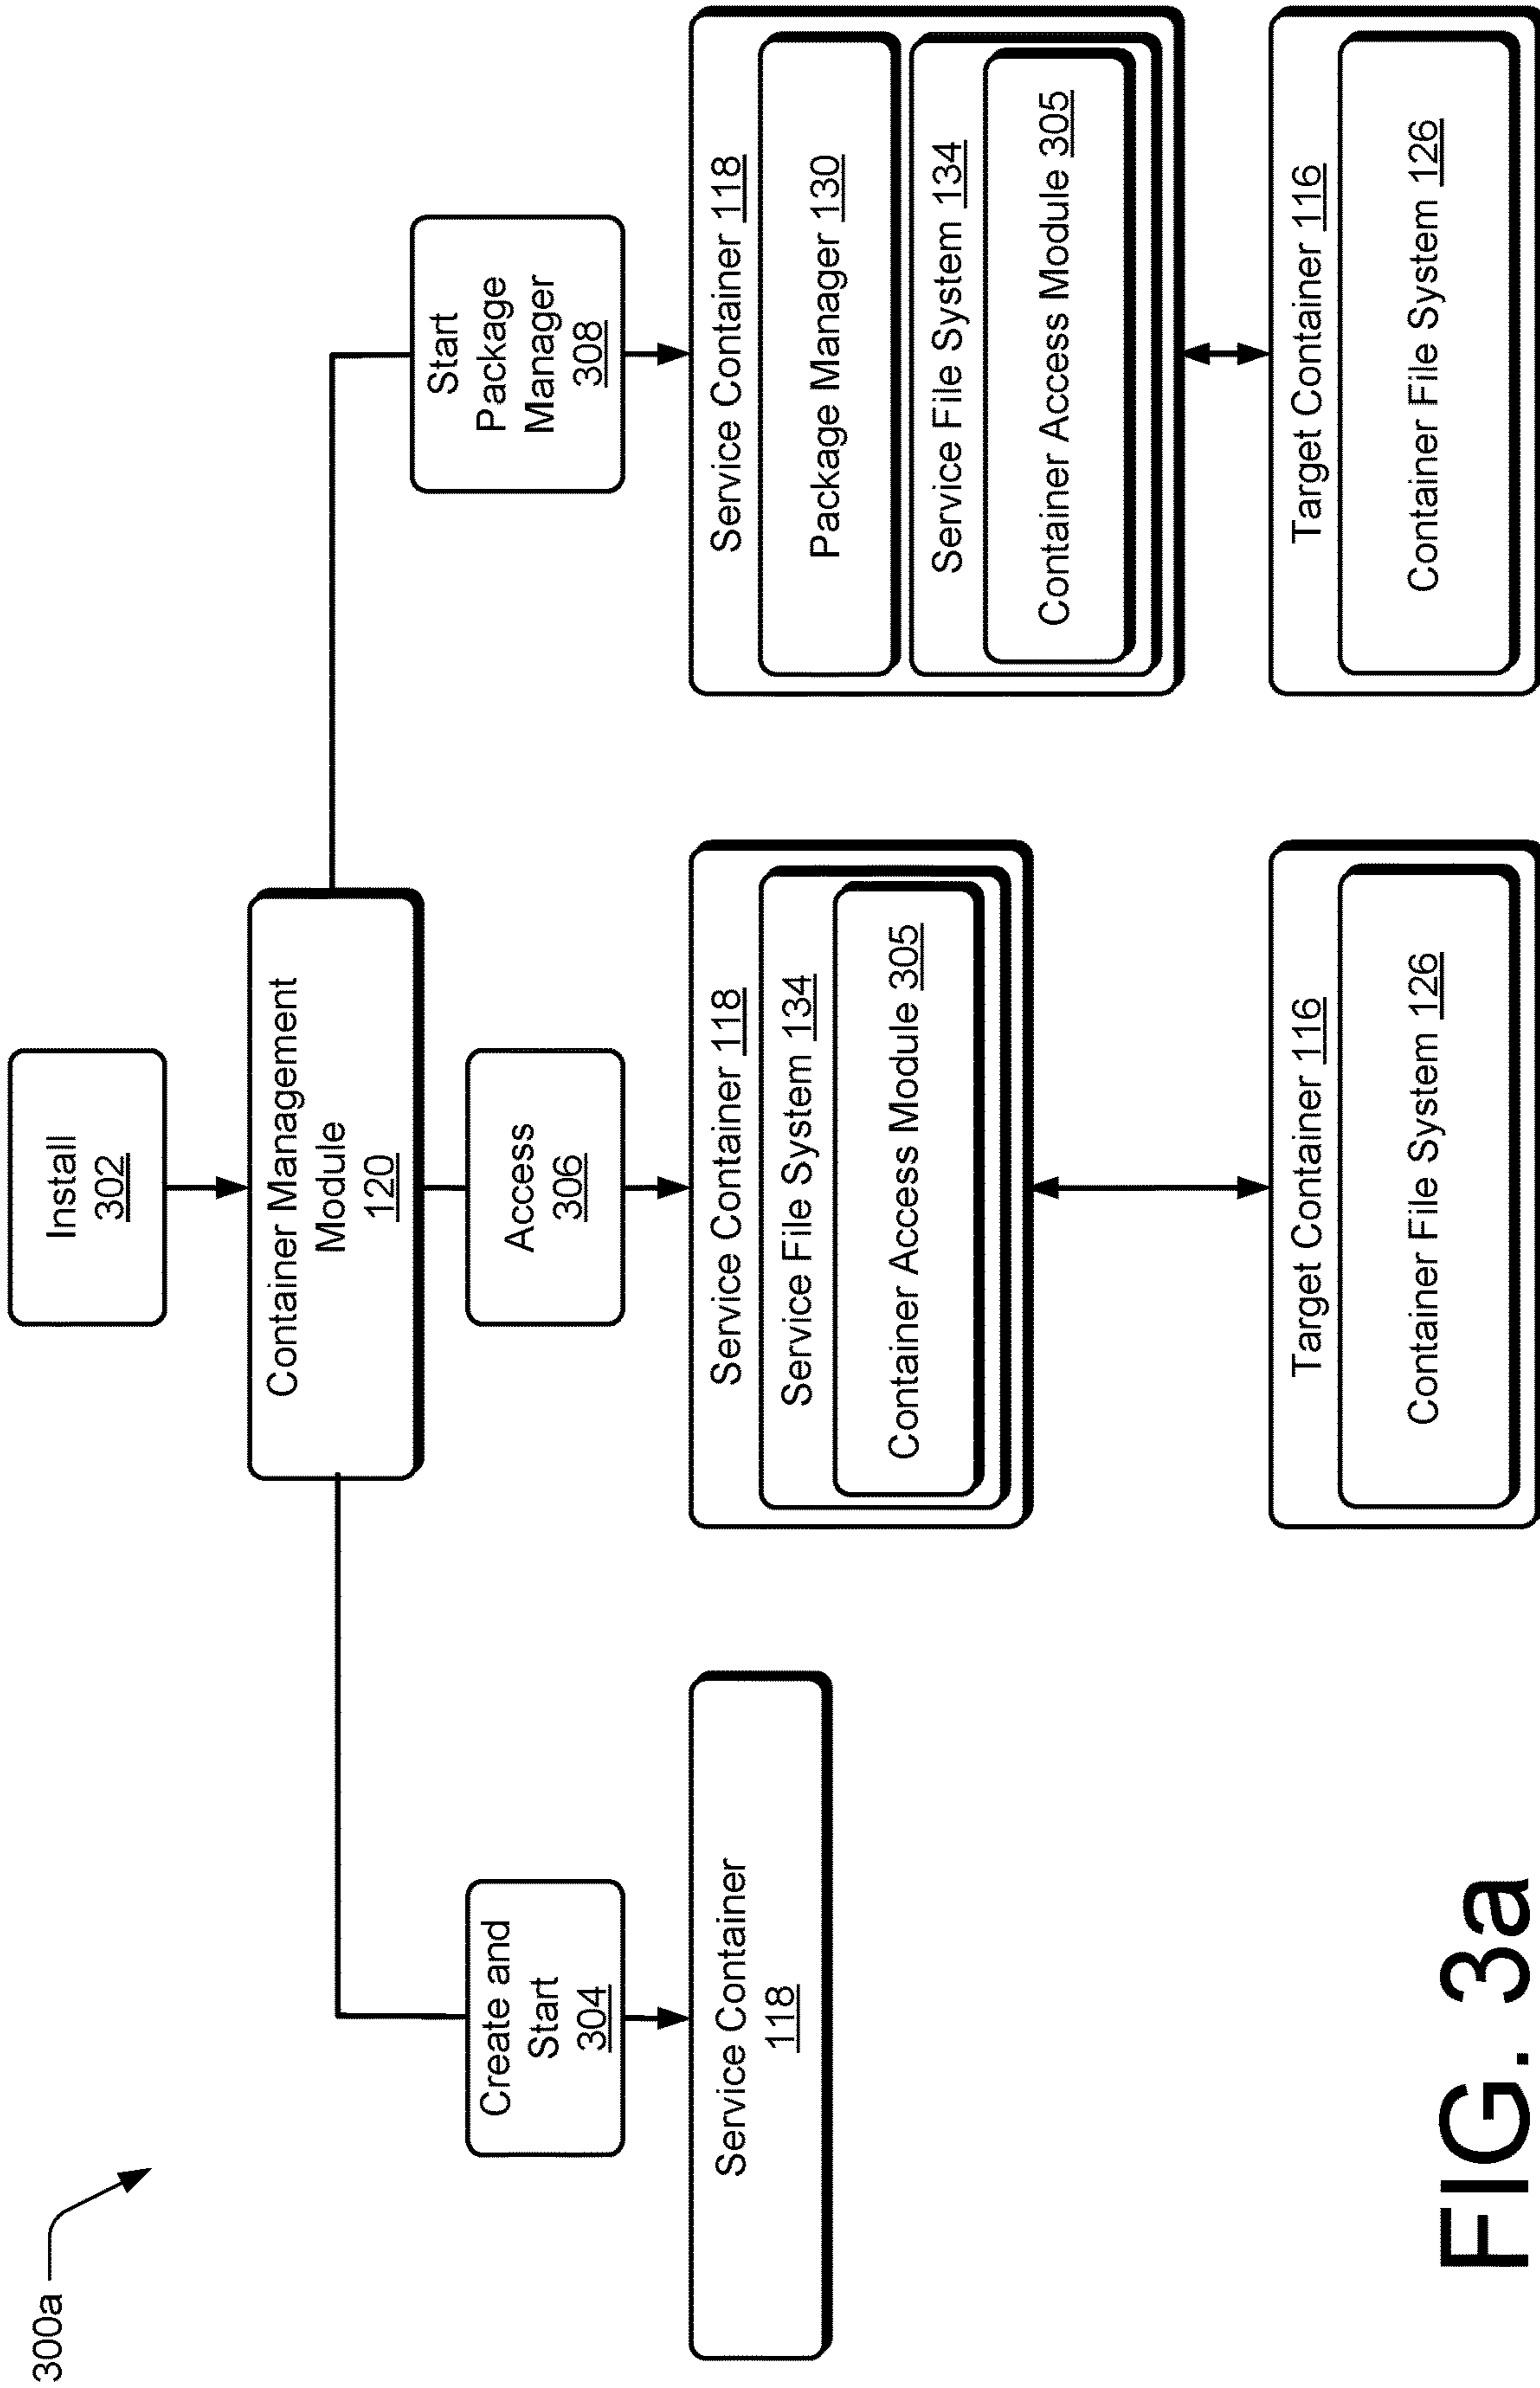 300a
Install
302
Container Management
Module
120
Create and
Start
304
Service Container
118
Access
306
Service Container 118
Service File System 134
Container Access Module 305
Target Container 116
Container File System 126
Start
Package
Manager
308
Service Container 118
Package Manager 130
Service File System 134
Container Access Module 305
Target Container 116
Container File System 126
FIG. 3a